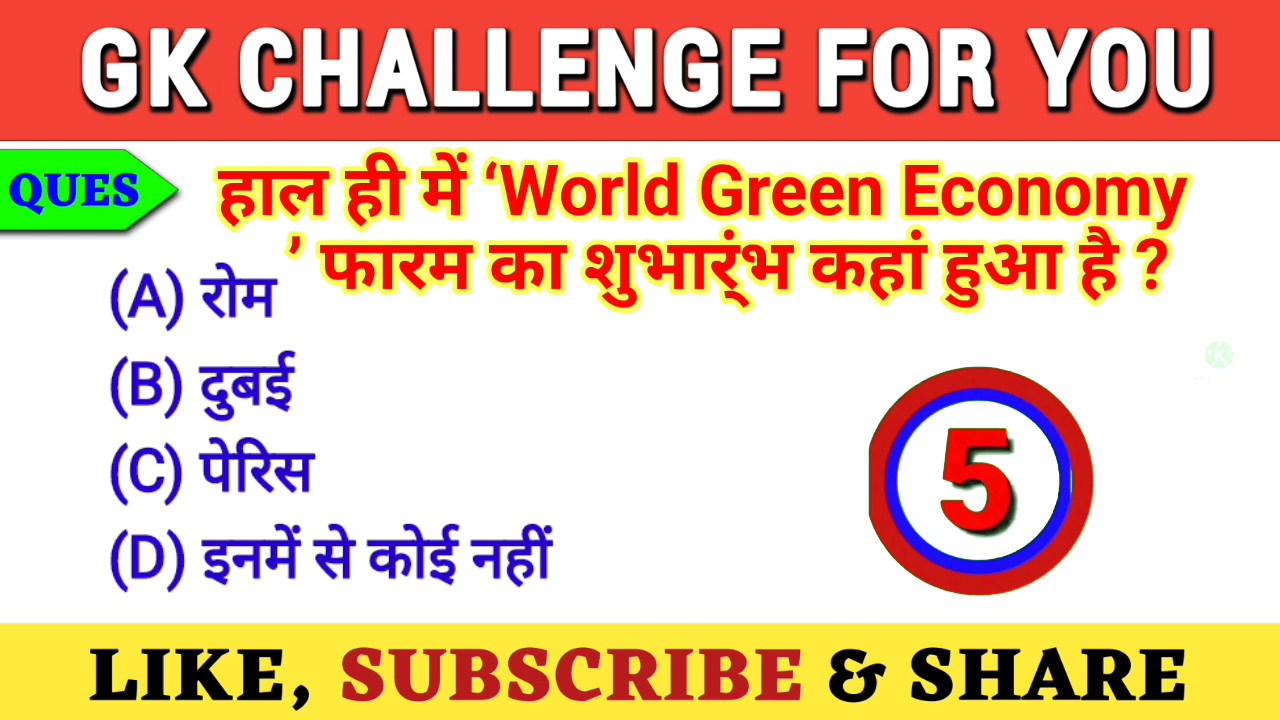 GK CHALLENGE FOR YOU
QUES
हाल ही में ‘World Green Economy
’ फारम का शुभार्ंभ कहां हुआ है ?
(A) रोम
(B) दुबई
(C) पेरिस
(D) इनमें से कोई नहीं
5
LIKE, SUBSCRIBE & SHARE